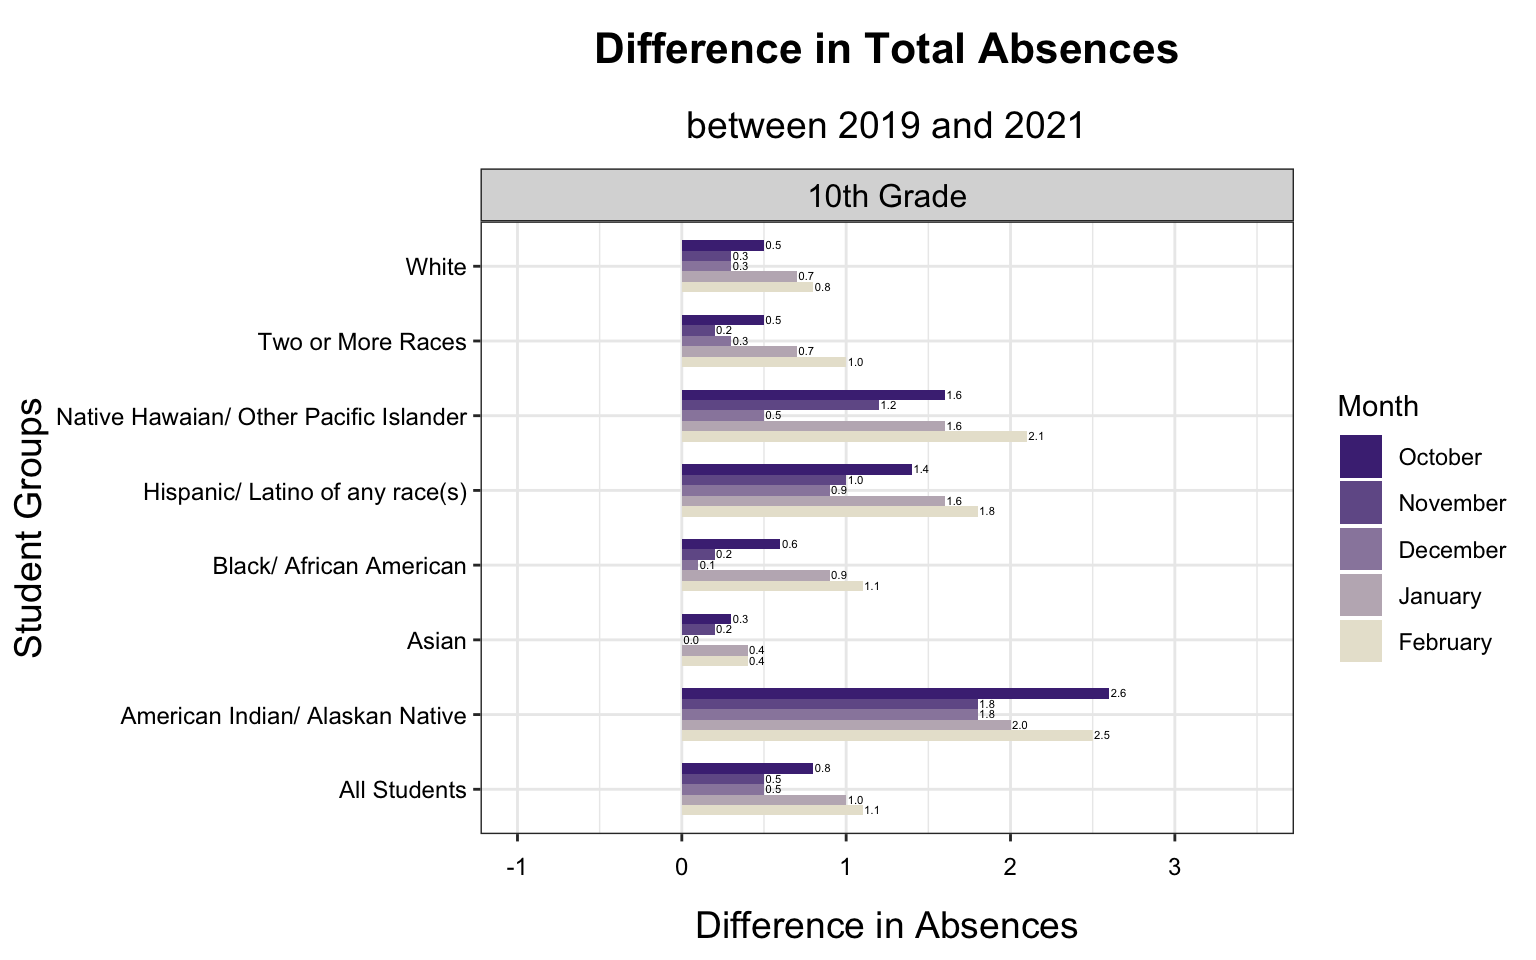 Difference in Total Absences
between 2019 and 2021
10th Grade
White
0.5
0.3
0.3
0.7
0.8
Two or More Races
0.5
0.2
0.3
0.7
1.0
Native Hawaian/ Other Pacific Islander
1.6
1.2
0.5
1.6
2.1
Hispanic/ Latino of any race(s)
1.4
1.0
0.9
1.6
1.8
Black/ African American
0.6
0.2
0.1
0.9
1.1
Asian
0.3
0.2
0.0
0.4
0.4
American Indian/ Alaskan Native
2.6
1.8
1.8
2.0
2.5
All Students
0.8
0.5
0.5
1.0
1.1
-1 0 1 2 3
Difference in Absences
Student Groups
Month
October
November
December
January
February